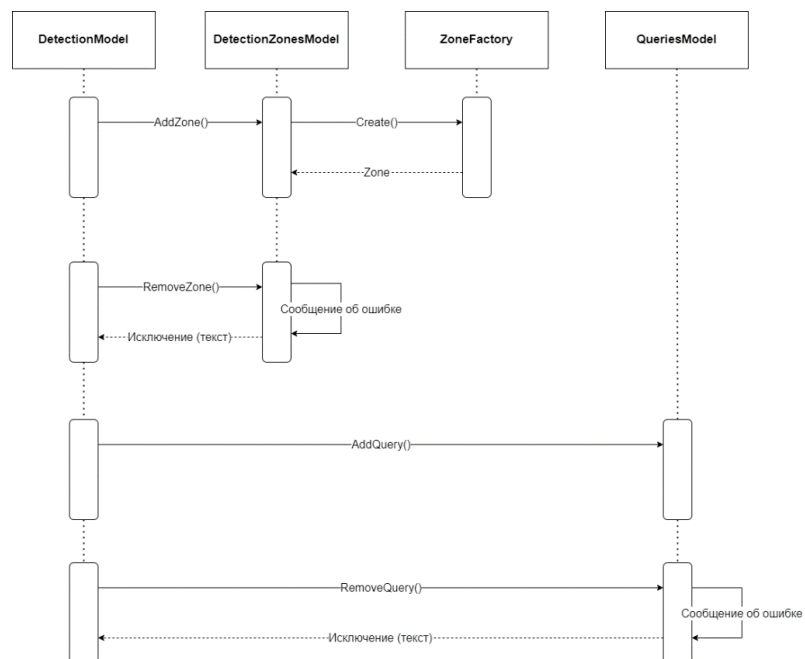 DetectionModel
DetectionZonesModel
ZoneFactory
QueriesModel
AddZone()
Create()
Zone
RemoveZone()
Сообщение об ошибке
Исключение (текст)
AddQuery()
RemoveQuery()
Сообщение об ошибке
Исключение (текст)